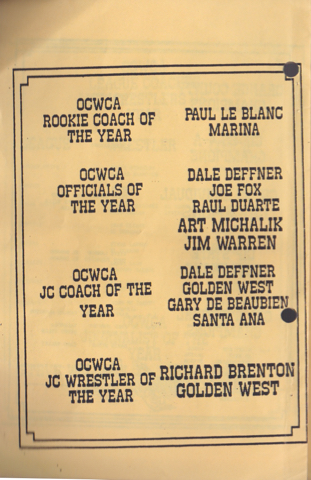 OCWCA
ROOKIE COACH OF
THE YEAR
PAUL LE BLANC
MARINA
OCWCA
OFFICIALS OF
THE YEAR
DALE DEFFNER
JOE FOX
RAUL DUARTE
ART MICHALIK
JIM WARREN
OCWCA
JC COACH OF THE
YEAR
DALE DEFFNER
GOLDEN WEST
GARY DE BEAUBIEN
SANTA ANA
OCWCA
JC WRESTLER OF
THE YEAR
RICHARD BRENTON
GOLDEN WEST